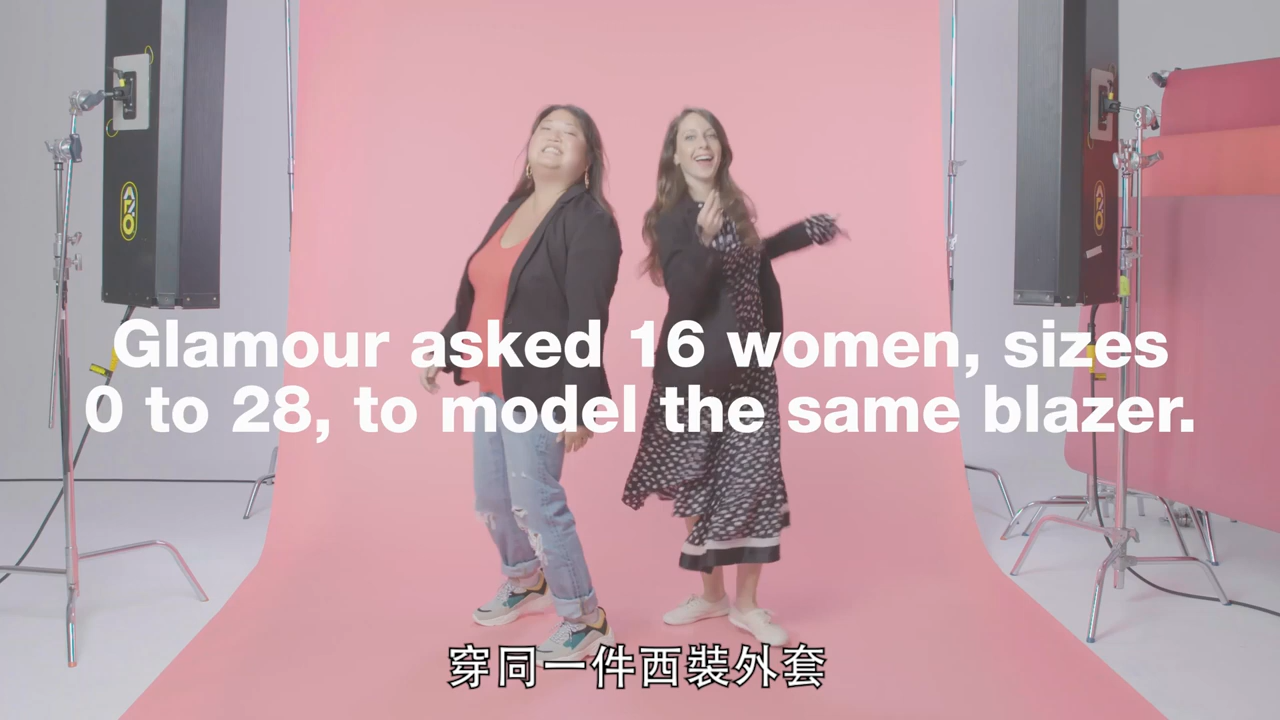 Glamour asked 16 women, sizes
0 to 28, to model the same blazer.
穿同一件西裝外套